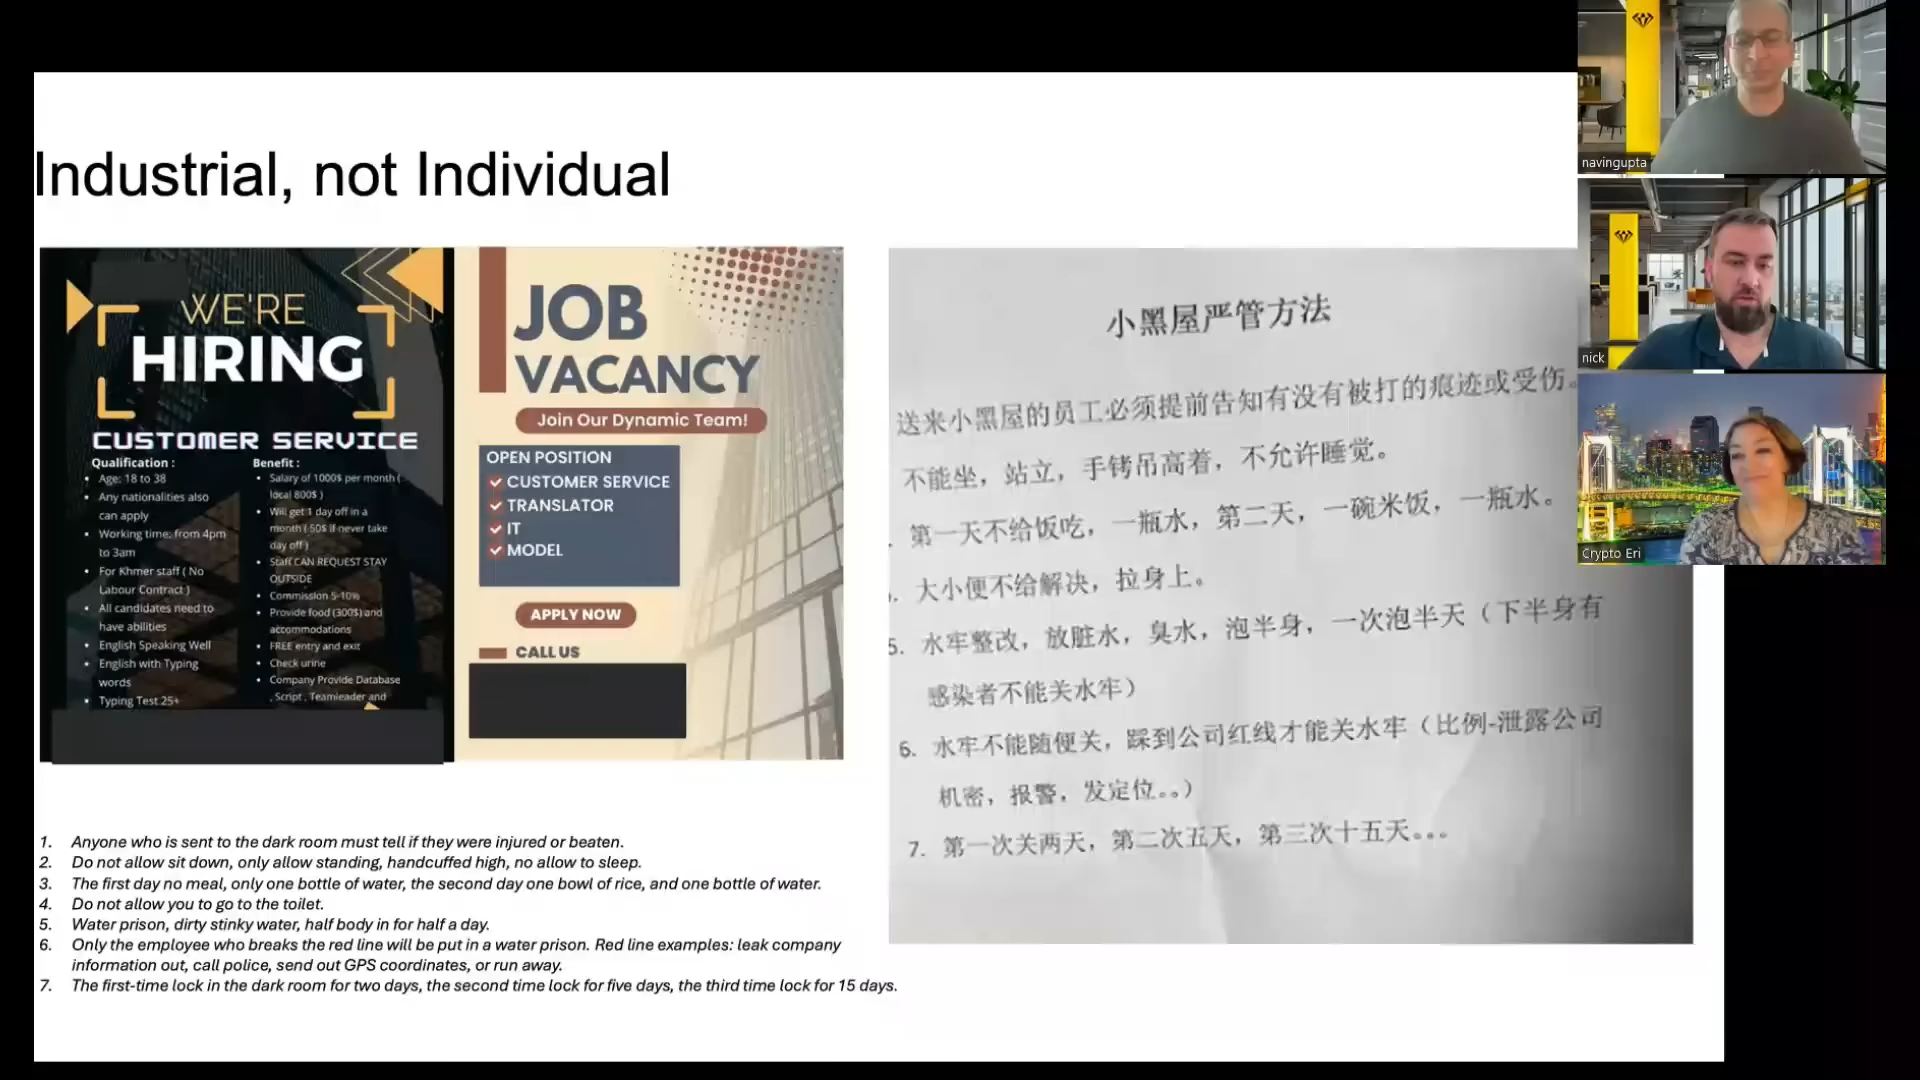 Industrial, not Individual
WE'RE
HIRING
CUSTOMER SERVICE
Qualification :
• Age: 18 to 38
• Any nationalities also
can apply
• Working time: from 4pm
to 3am
• For Khmer staff ( No
Labour Contract )
• All candidates need to
have abilities
• English Speaking Well
• English with Typing
words
• Typing Test 25+
Benefit :
• Salary of 1000$ per month (
local 800$ )
• Will get 1 day off in a
month ( 50$ if never take
day off )
• Staff CAN REQUEST STAY
OUTSIDE
• Commission 5-10%
• Provide food (300$) and
accommodations
• FREE entry and exit
• Check urine
• Company Provide Database
, Script , Teamleader and
JOB
VACANCY
Join Our Dynamic Team!
OPEN POSITION
CUSTOMER SERVICE
TRANSLATOR
IT
MODEL
APPLY NOW
CALL US
小黑屋严管方法
送来小黑屋的员工必须提前告知有没有被打的痕迹或受伤。
不能坐，站立，手铐吊高着，不允许睡觉。
第一天不给饭吃，一瓶水，第二天，一碗米饭，一瓶水。
大小便不给解决，拉身上。
5. 水牢整改，放脏水，臭水，泡半身，一次泡半天（下半身有
感染者不能关水牢）
6. 水牢不能随便关，踩到公司红线才能关水牢（比例-泄露公司
机密，报警，发定位。。）
7. 第一次关两天，第二次五天，第三次十五天。。。
1. Anyone who is sent to the dark room must tell if they were injured or beaten.
2. Do not allow sit down, only allow standing, handcuffed high, no allow to sleep.
3. The first day no meal, only one bottle of water, the second day one bowl of rice, and one bottle of water.
4. Do not allow you to go to the toilet.
5. Water prison, dirty stinky water, half body in for half a day.
6. Only the employee who breaks the red line will be put in a water prison. Red line examples: leak company
information out, call police, send out GPS coordinates, or run away.
7. The first-time lock in the dark room for two days, the second time lock for five days, the third time lock for 15 days.
navingupta
nick
Crypto Eri